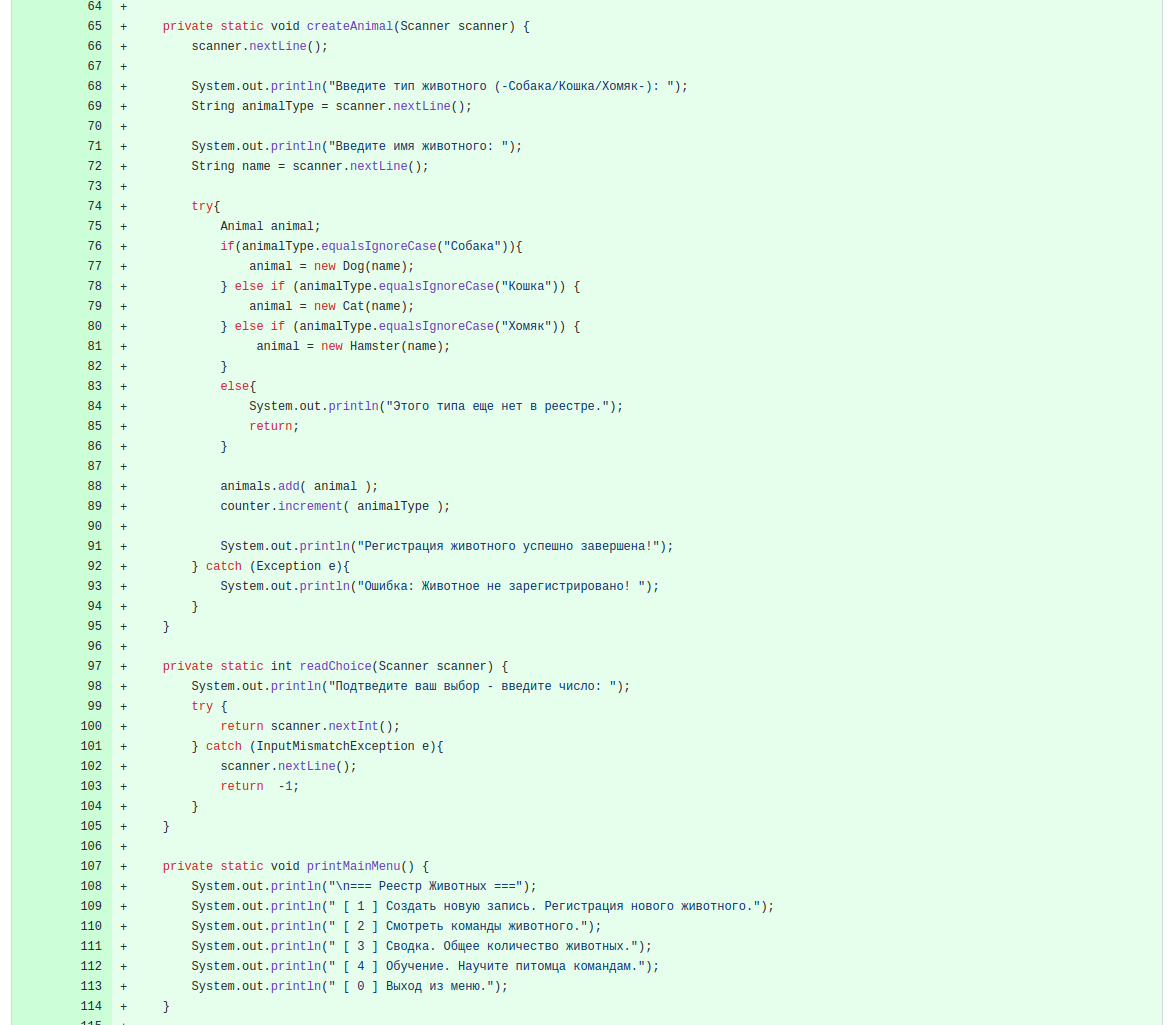 64 +
65 +     private static void createAnimal(Scanner scanner) {
66 +         scanner.nextLine();
67 +
68 +         System.out.println("Введите тип животного (-Собака/Кошка/Хомяк-): ");
69 +         String animalType = scanner.nextLine();
70 +
71 +         System.out.println("Введите имя животного: ");
72 +         String name = scanner.nextLine();
73 +
74 +         try{
75 +             Animal animal;
76 +             if(animalType.equalsIgnoreCase("Собака")){
77 +                 animal = new Dog(name);
78 +             } else if (animalType.equalsIgnoreCase("Кошка")) {
79 +                 animal = new Cat(name);
80 +             } else if (animalType.equalsIgnoreCase("Хомяк")) {
81 +                  animal = new Hamster(name);
82 +             }
83 +             else{
84 +                 System.out.println("Этого типа еще нет в реестре.");
85 +                 return;
86 +             }
87 +
88 +             animals.add( animal );
89 +             counter.increment( animalType );
90 +
91 +             System.out.println("Регистрация животного успешно завершена!");
92 +         } catch (Exception e){
93 +             System.out.println("Ошибка: Животное не зарегистрировано! ");
94 +         }
95 +     }
96 +
97 +     private static int readChoice(Scanner scanner) {
98 +         System.out.println("Подтведите ваш выбор - введите число: ");
99 +         try {
100 +             return scanner.nextInt();
101 +         } catch (InputMismatchException e){
102 +             scanner.nextLine();
103 +             return  -1;
104 +         }
105 +     }
106 +
107 +     private static void printMainMenu() {
108 +         System.out.println("\n=== Реестр Животных ===");
109 +         System.out.println(" [ 1 ] Создать новую запись. Регистрация нового животного.");
110 +         System.out.println(" [ 2 ] Смотреть команды животного.");
111 +         System.out.println(" [ 3 ] Сводка. Общее количество животных.");
112 +         System.out.println(" [ 4 ] Обучение. Научите питомца командам.");
113 +         System.out.println(" [ 0 ] Выход из меню.");
114 +     }
115 +